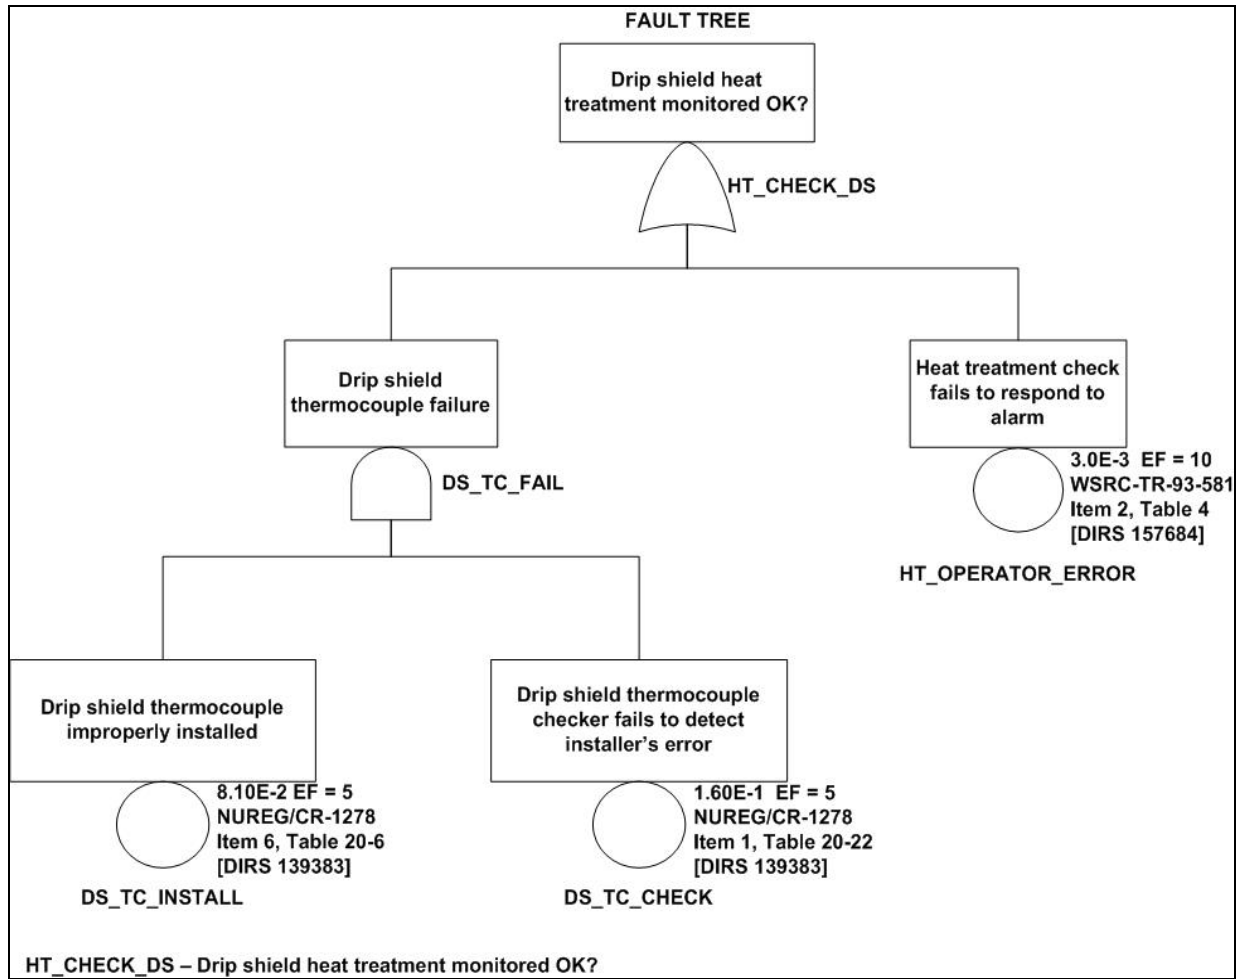 FAULT TREE
Drip shield heat
treatment monitored OK?
HT_CHECK_DS
Drip shield
thermocouple failure
DS_TC_FAIL
Heat treatment check
fails to respond to
alarm
3.0E-3 EF = 10
WSRC-TR-93-581
Item 2, Table 4
[DIRS 157684]
HT_OPERATOR_ERROR
Drip shield thermocouple
improperly installed
8.10E-2 EF = 5
NUREG/CR-1278
Item 6, Table 20-6
[DIRS 139383]
DS_TC_INSTALL
Drip shield thermocouple
checker fails to detect
installer's error
1.60E-1 EF = 5
NUREG/CR-1278
Item 1, Table 20-22
[DIRS 139383]
DS_TC_CHECK
HT_CHECK_DS – Drip shield heat treatment monitored OK?